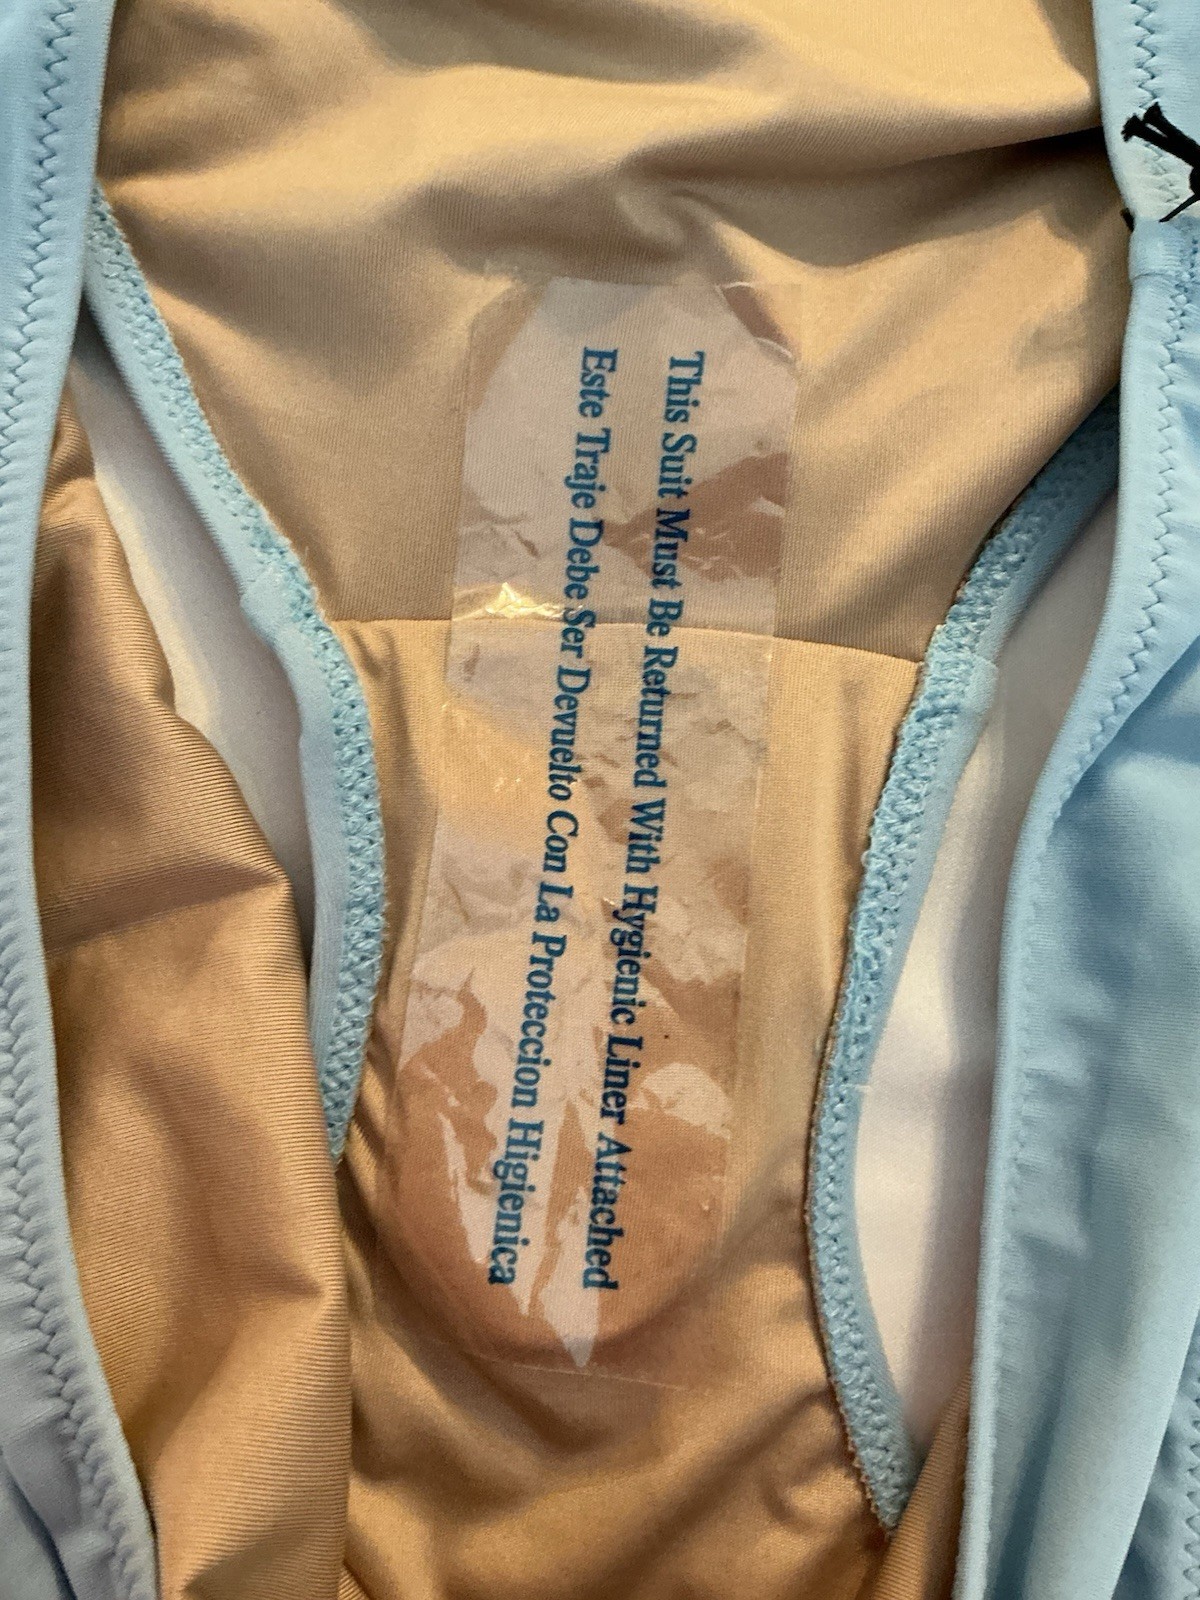 This Suit Must Be Returned With Hygienic Liner Attached
Este Traje Debe Ser Devuelto Con La Proteccion Higienica